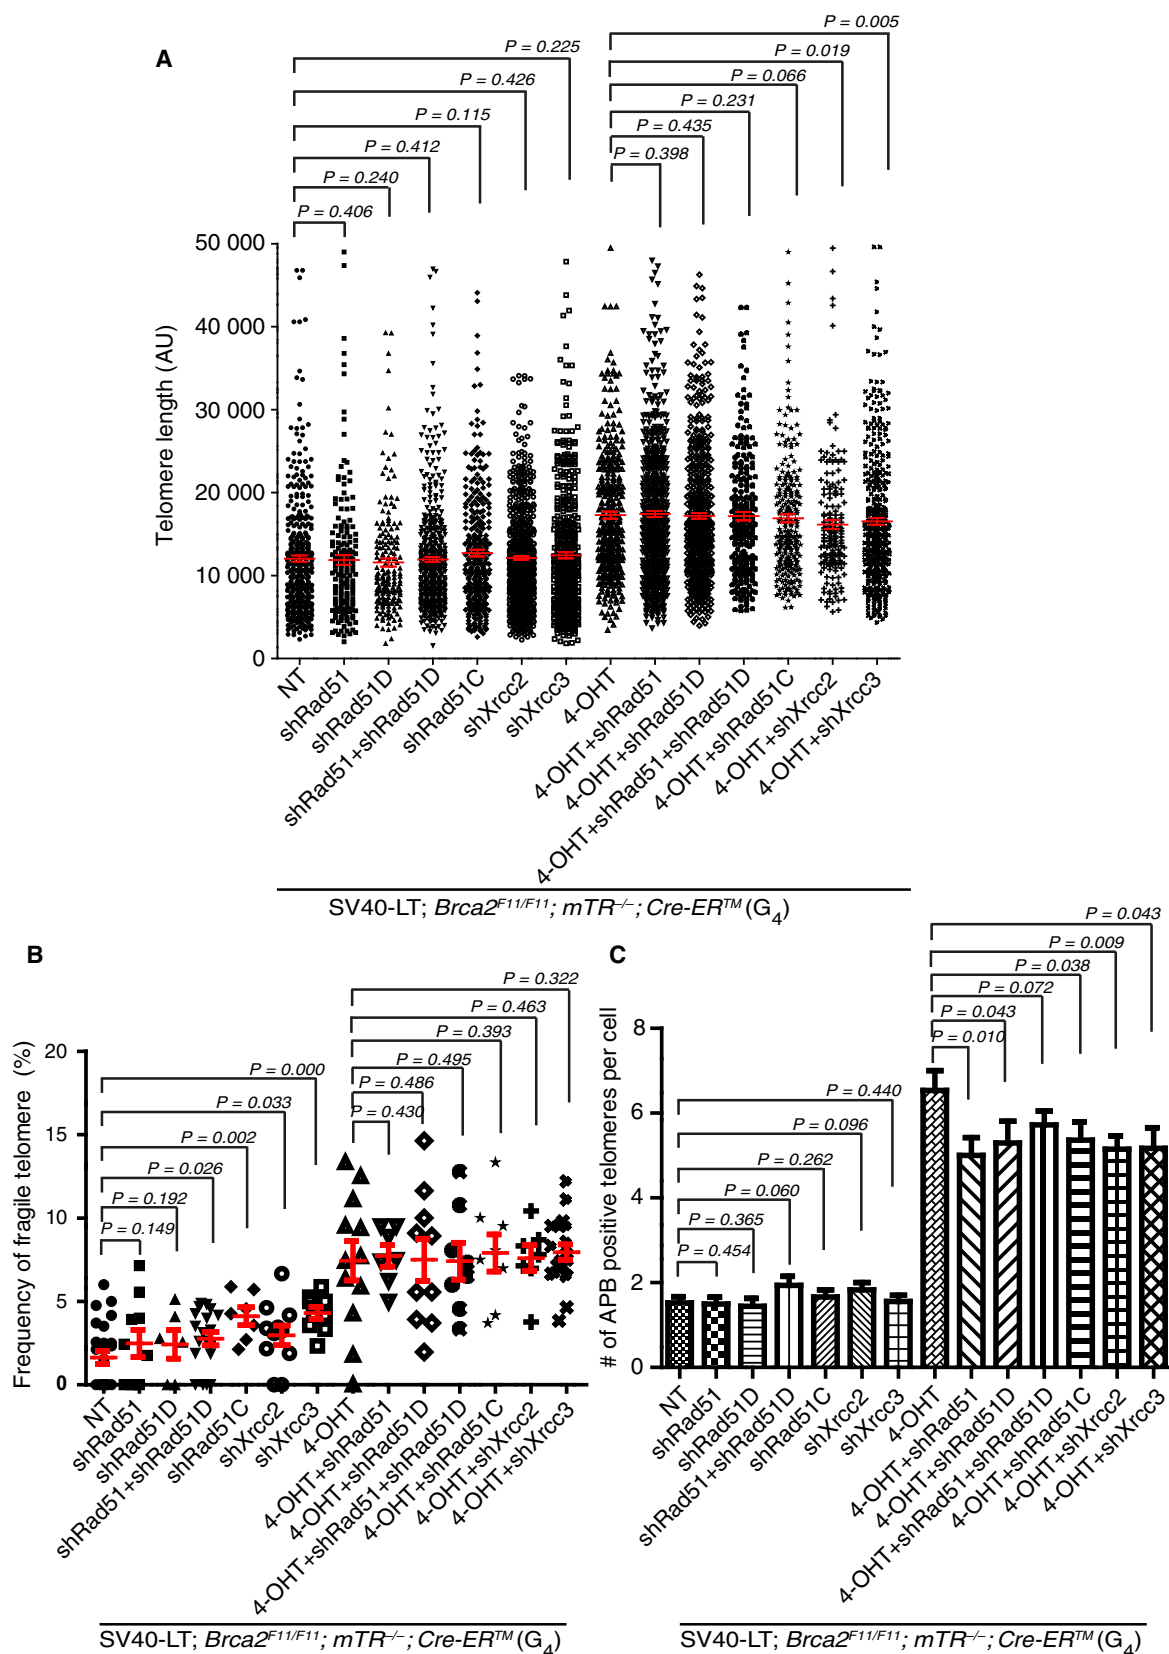 A
P = 0.005
P = 0.225
P = 0.019
P = 0.426
P = 0.066
P = 0.115
P = 0.231
P = 0.412
P = 0.435
P = 0.240
P = 0.398
P = 0.406
Telomere length (AU)
50 000
40 000
30 000
20 000
10 000
0
NT
shRad51
shRad51D
shRad51+shRad51D
shRad51C
shXrcc2
shXrcc3
4-OHT
4-OHT+shRad51
4-OHT+shRad51D
4-OHT+shRad51+shRad51D
4-OHT+shRad51C
4-OHT+shXrcc2
4-OHT+shXrcc3
SV40-LT; Brca2F11/F11; mTR–/–; Cre-ERTM (G4)
B
P = 0.322
P = 0.463
P = 0.393
P = 0.495
P = 0.486
P = 0.430
P = 0.000
P = 0.033
P = 0.002
P = 0.026
P = 0.192
P = 0.149
Frequency of fragile telomere (%)
20
15
10
5
0
NT
shRad51
shRad51D
shRad51+shRad51D
shRad51C
shXrcc2
shXrcc3
4-OHT
4-OHT+shRad51
4-OHT+shRad51D
4-OHT+shRad51+shRad51D
4-OHT+shRad51C
4-OHT+shXrcc2
4-OHT+shXrcc3
SV40-LT; Brca2F11/F11; mTR–/–; Cre-ERTM (G4)
C
P = 0.043
P = 0.009
P = 0.038
P = 0.072
P = 0.043
P = 0.010
P = 0.440
P = 0.096
P = 0.262
P = 0.060
P = 0.365
P = 0.454
# of APB positive telomeres per cell
8
6
4
2
0
NT
shRad51
shRad51D
shRad51+shRad51D
shRad51C
shXrcc2
shXrcc3
4-OHT
4-OHT+shRad51
4-OHT+shRad51D
4-OHT+shRad51+shRad51D
4-OHT+shRad51C
4-OHT+shXrcc2
4-OHT+shXrcc3
SV40-LT; Brca2F11/F11; mTR–/–; Cre-ERTM (G4)